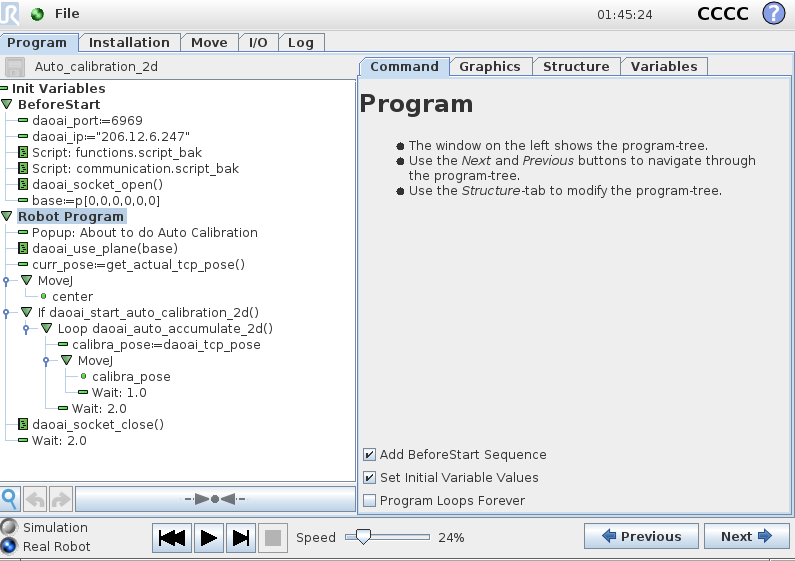 File
01:45:24
CCCC
?
Program
Installation
Move
I/O
Log
Auto_calibration_2d
Init Variables
BeforeStart
daoai_port:=6969
daoai_ip:="206.12.6.247"
Script: functions.script_bak
Script: communication.script_bak
daoai_socket_open()
base:=p[0,0,0,0,0,0]
Robot Program
Popup: About to do Auto Calibration
daoai_use_plane(base)
curr_pose:=get_actual_tcp_pose()
MoveJ
center
If daoai_start_auto_calibration_2d()
Loop daoai_auto_accumulate_2d()
calibra_pose:=daoai_tcp_pose
MoveJ
calibra_pose
Wait: 1.0
Wait: 2.0
daoai_socket_close()
Wait: 2.0
Command
Graphics
Structure
Variables
Program
The window on the left shows the program-tree.
Use the Next and Previous buttons to navigate through
the program-tree.
Use the Structure-tab to modify the program-tree.
Add BeforeStart Sequence
Set Initial Variable Values
Program Loops Forever
Simulation
Real Robot
Speed
24%
Previous
Next